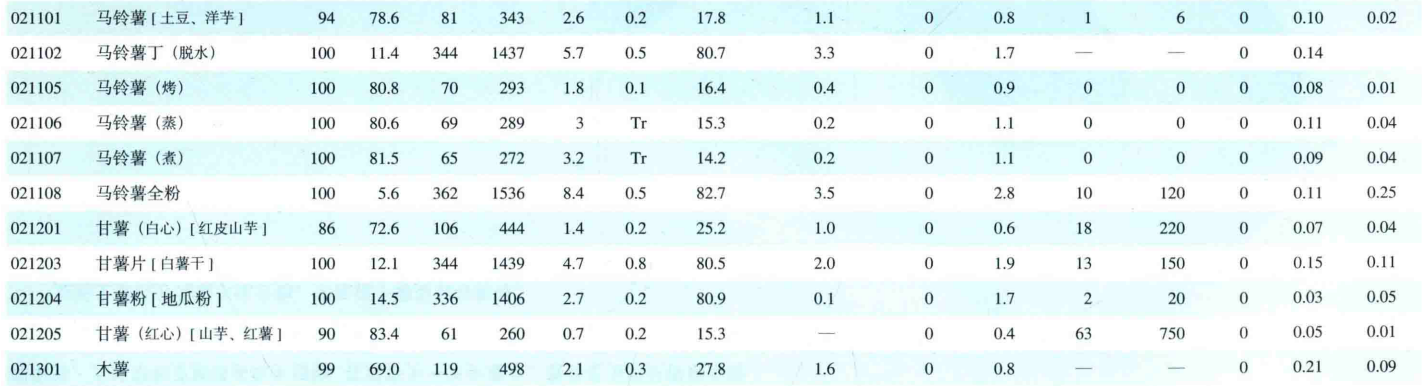 021101 马铃薯 [ 土豆、洋芋 ] 94 78.6 81 343 2.6 0.2 17.8 1.1 0 0.8 1 6 0 0.10 0.02
021102 马铃薯丁（脱水） 100 11.4 344 1437 5.7 0.5 80.7 3.3 0 1.7 — — 0 0.14
021105 马铃薯（烤） 100 80.8 70 293 1.8 0.1 16.4 0.4 0 0.9 0 0 0 0.08 0.01
021106 马铃薯（蒸） 100 80.6 69 289 3 Tr 15.3 0.2 0 1.1 0 0 0 0.11 0.04
021107 马铃薯（煮） 100 81.5 65 272 3.2 Tr 14.2 0.2 0 1.1 0 0 0 0.09 0.04
021108 马铃薯全粉 100 5.6 362 1536 8.4 0.5 82.7 3.5 0 2.8 10 120 0 0.11 0.25
021201 甘薯（白心）[ 红皮山芋 ] 86 72.6 106 444 1.4 0.2 25.2 1.0 0 0.6 18 220 0 0.07 0.04
021203 甘薯片 [ 白薯干 ] 100 12.1 344 1439 4.7 0.8 80.5 2.0 0 1.9 13 150 0 0.15 0.11
021204 甘薯粉 [ 地瓜粉 ] 100 14.5 336 1406 2.7 0.2 80.9 0.1 0 1.7 2 20 0 0.03 0.05
021205 甘薯（红心）[ 山芋、红薯 ] 90 83.4 61 260 0.7 0.2 15.3 — 0 0.4 63 750 0 0.05 0.01
021301 木薯 99 69.0 119 498 2.1 0.3 27.8 1.6 0 0.8 — — 0 0.21 0.09